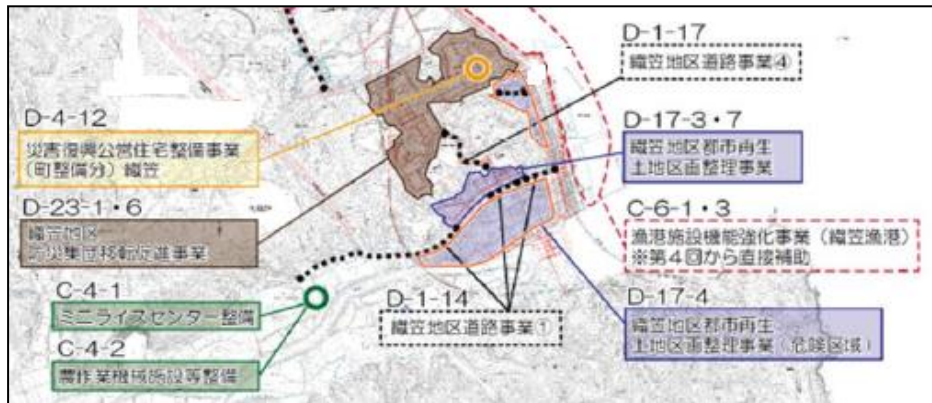 D-1-17
織笠地区道路事業④
D-4-12
災害復興公営住宅整備事業
（町整備分）織笠
D-17-3・7
織笠地区都市再生
土地区画整理事業
D-23-1・6
織笠地区
防災集団移転促進事業
C-6-1・3
漁港施設機能強化事業（織笠漁港）
※第4回から直接補助
C-4-1
ミニライスセンター整備
D-1-14
織笠地区道路事業①
D-17-4
織笠地区都市再生
土地区画整理事業（危険区域）
C-4-2
農作業機械施設等整備